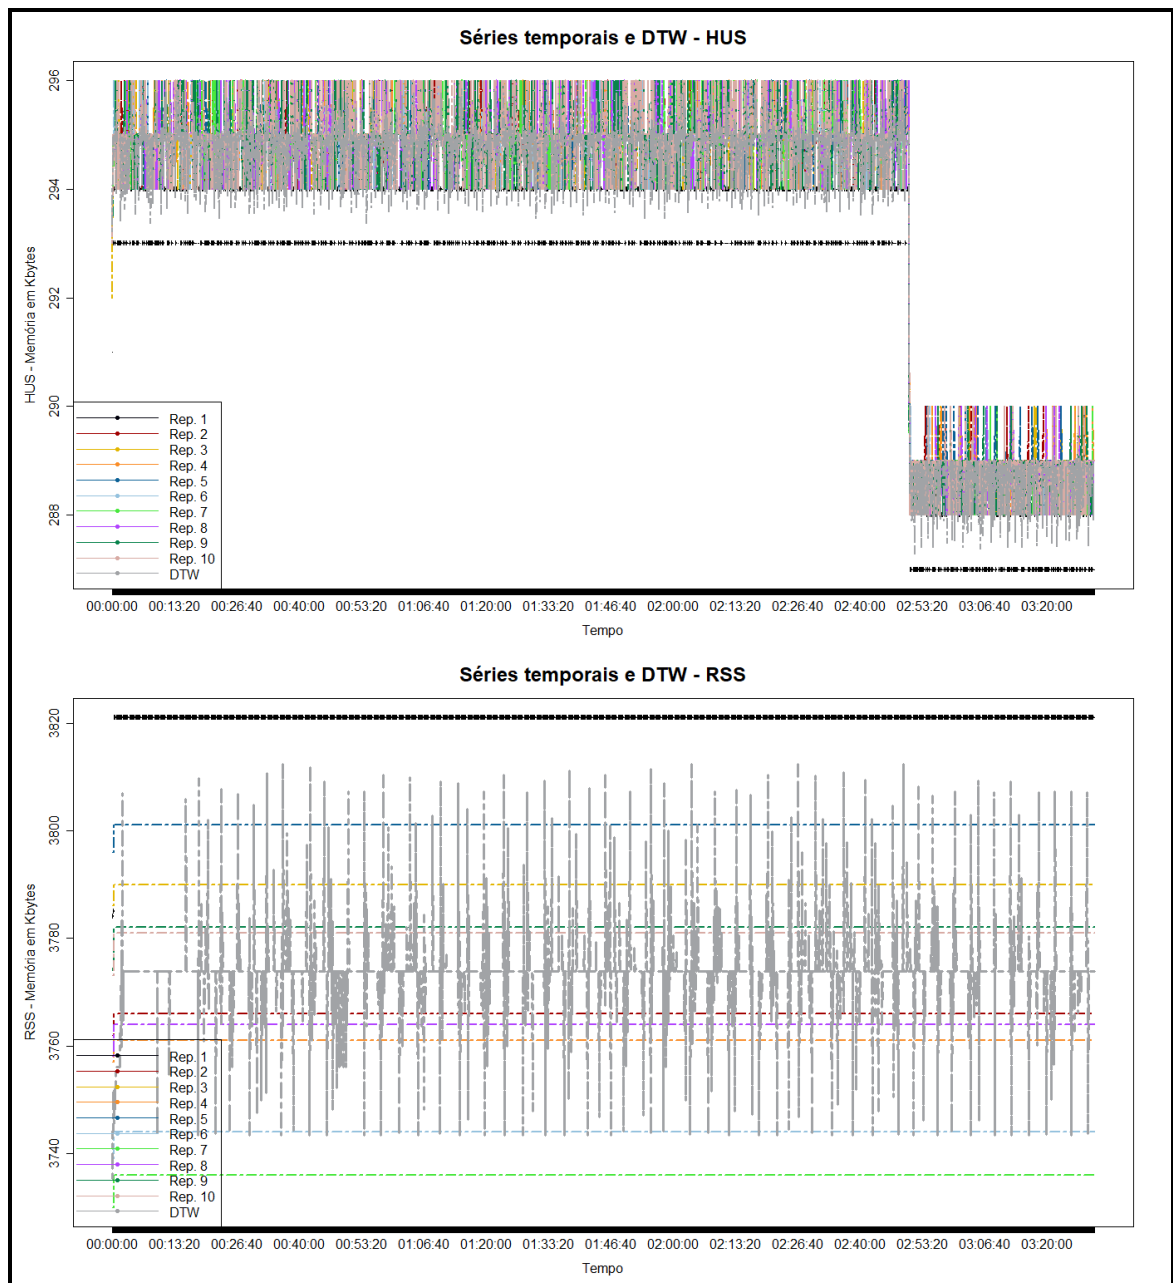 Séries temporais e DTW - HUS
HUS - Memória em Kbytes
296
294
292
290
288
Rep. 1
Rep. 2
Rep. 3
Rep. 4
Rep. 5
Rep. 6
Rep. 7
Rep. 8
Rep. 9
Rep. 10
DTW
00:00:00 00:13:20 00:26:40 00:40:00 00:53:20 01:06:40 01:20:00 01:33:20 01:46:40 02:00:00 02:13:20 02:26:40 02:40:00 02:53:20 03:06:40 03:20:00
Tempo
Séries temporais e DTW - RSS
RSS - Memória em Kbytes
3820
3800
3780
3760
3740
Rep. 1
Rep. 2
Rep. 3
Rep. 4
Rep. 5
Rep. 6
Rep. 7
Rep. 8
Rep. 9
Rep. 10
DTW
00:00:00 00:13:20 00:26:40 00:40:00 00:53:20 01:06:40 01:20:00 01:33:20 01:46:40 02:00:00 02:13:20 02:26:40 02:40:00 02:53:20 03:06:40 03:20:00
Tempo